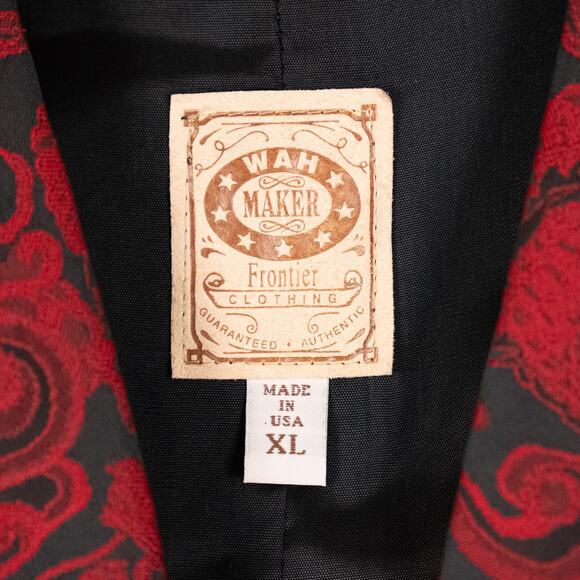 WAH
MAKER
Frontier
CLOTHING
GUARANTEED • AUTHENTIC
MADE
IN
USA
XL